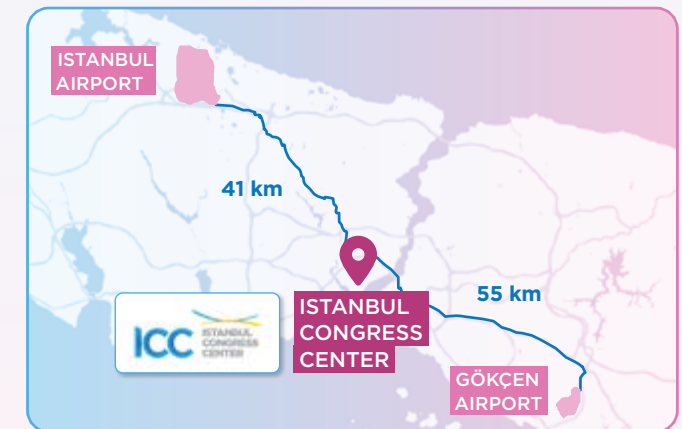 ISTANBUL
AIRPORT
41 km
ISTANBUL
CONGRESS
CENTER
55 km
ICC
ISTANBUL
CONGRESS
CENTER
GÖKÇEN
AIRPORT